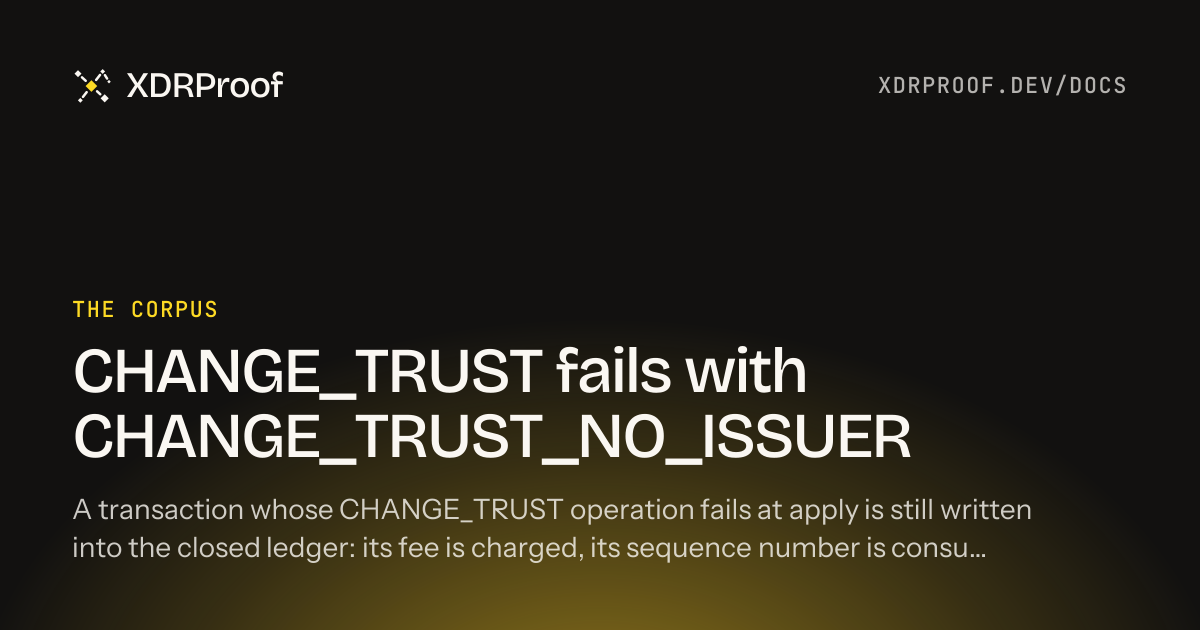 XDRProof
XDRPROOF.DEV/DOCS
THE CORPUS
CHANGE_TRUST fails with
CHANGE_TRUST_NO_ISSUER
A transaction whose CHANGE_TRUST operation fails at apply is still written
into the closed ledger: its fee is charged, its sequence number is consu…